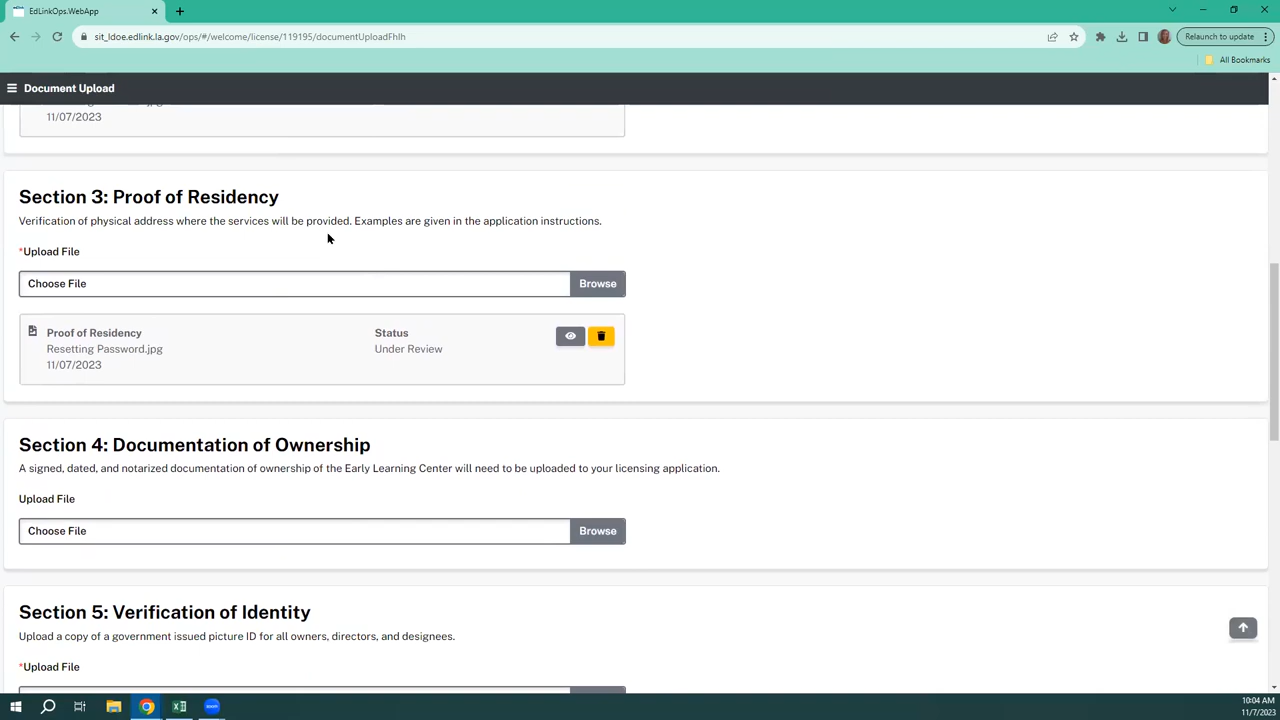 EdLinkOps.WebApp
sit_ldoe.edlink.la.gov/ops/#/welcome/license/119195/documentUploadFhlh
Relaunch to update
All Bookmarks
Document Upload
11/07/2023
Section 3: Proof of Residency
Verification of physical address where the services will be provided. Examples are given in the application instructions.
*Upload File
Choose File
Browse
Proof of Residency
Status
Resetting Password.jpg
Under Review
11/07/2023
Section 4: Documentation of Ownership
A signed, dated, and notarized documentation of ownership of the Early Learning Center will need to be uploaded to your licensing application.
Upload File
Choose File
Browse
Section 5: Verification of Identity
Upload a copy of a government issued picture ID for all owners, directors, and designees.
*Upload File
10:04 AM
11/7/2023